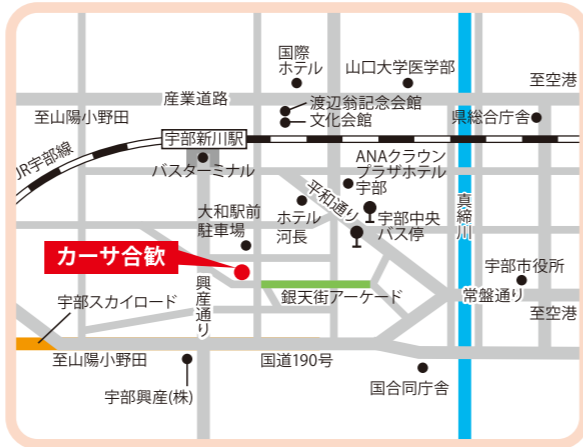 国際
ホテル
山口大学医学部
至空港
産業道路
渡辺翁記念会館
文化会館
県総合庁舎
至山陽小野田
宇部新川駅
JR宇部線
バスターミナル
ANAクラウン
プラザホテル
宇部
平和通り
大和駅前
駐車場
ホテル
河長
宇部中央
バス停
真締川
カーサ合歓
興産通り
宇部市役所
宇部スカイロード
銀天街アーケード
常盤通り
至空港
至山陽小野田
国道190号
宇部興産(株)
国合同庁舎